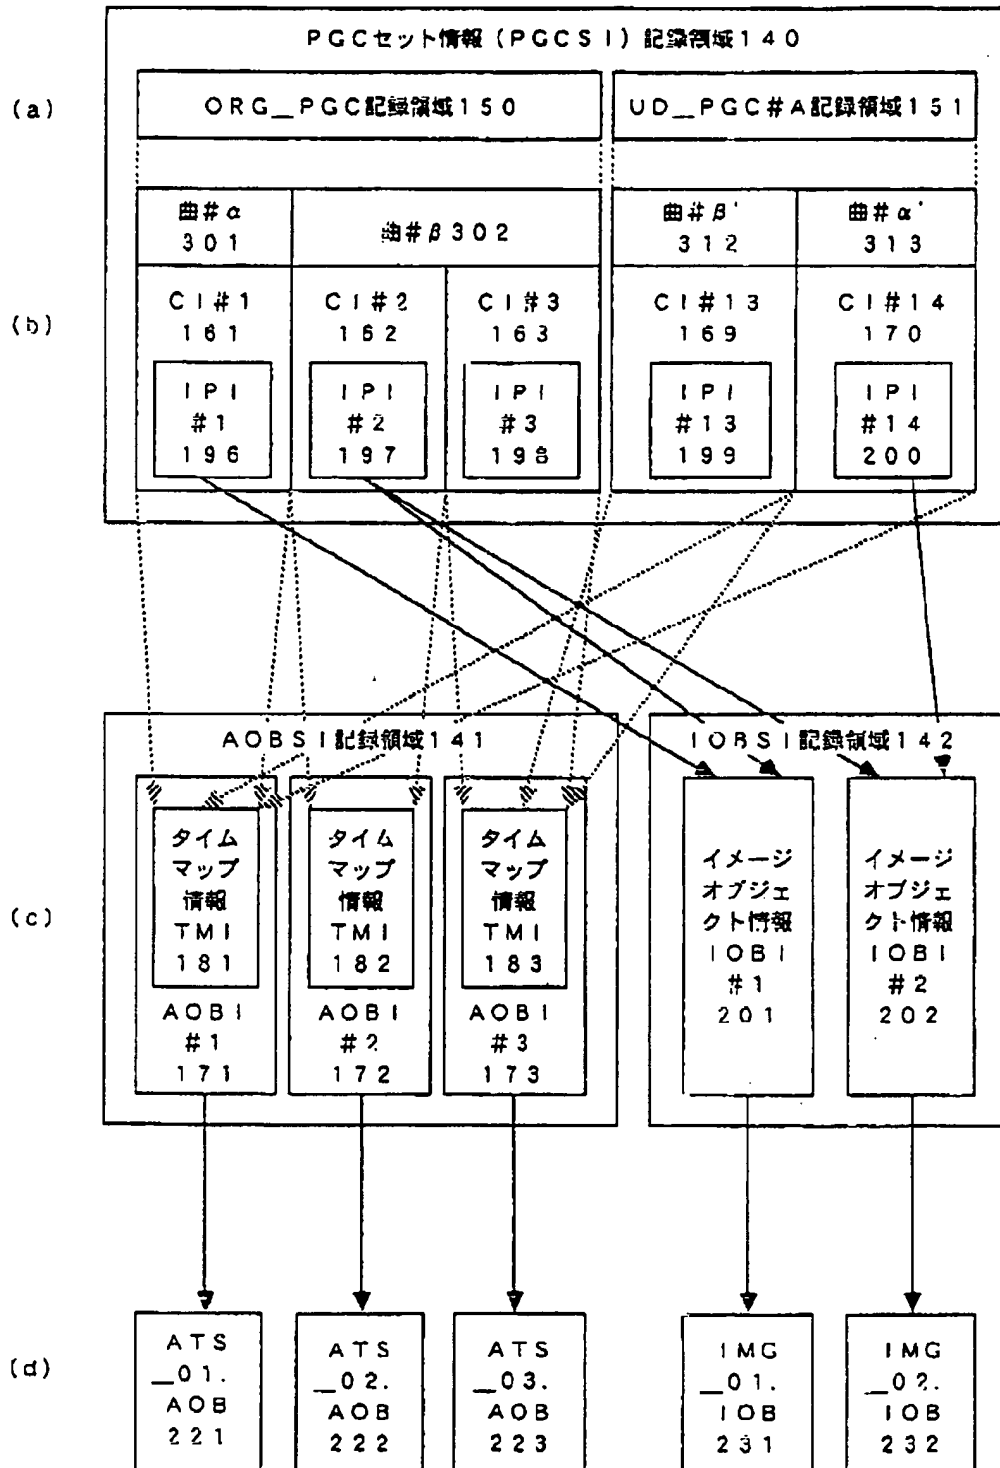 PGCセット情報(PGCSI)記録領域140
(a)
ORG__PGC記録領域150
UD__PGC#A記録領域151
(b)
曲#α
301
曲#β302
曲#β'
312
曲#α'
313
CI#1
161
CI#2
162
CI#3
163
CI#13
169
CI#14
170
IPI
#1
196
IPI
#2
197
IPI
#3
198
IPI
#13
199
IPI
#14
200
AOBSI記録領域141
IOBSI記録領域142
(c)
タイム
マップ
情報
TMI
181
AOBI
#1
171
タイム
マップ
情報
TMI
182
AOBI
#2
172
タイム
マップ
情報
TMI
183
AOBI
#3
173
イメージ
オブジェ
クト情報
IOBI
#1
201
イメージ
オブジェ
クト情報
IOBI
#2
202
(d)
ATS
__01.
AOB
221
ATS
__02.
AOB
222
ATS
__03.
AOB
223
IMG
__01.
IOB
231
IMG
__02.
IOB
232